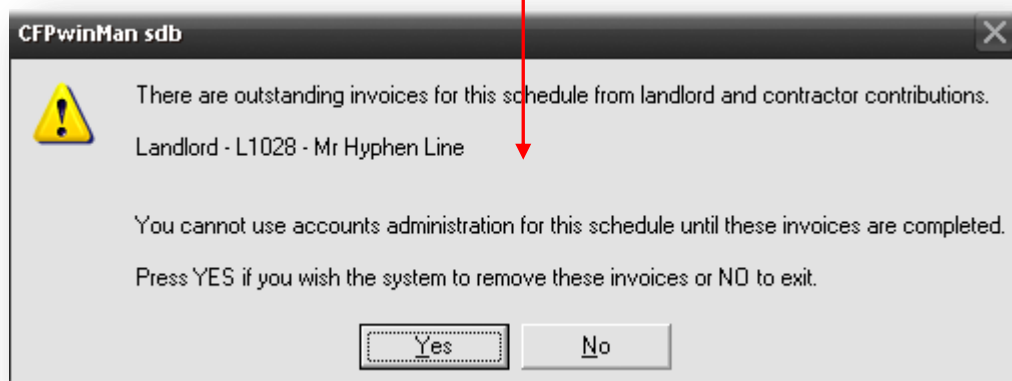 CFPwinMan sdb
There are outstanding invoices for this schedule from landlord and contractor contributions.
Landlord - L1028 - Mr Hyphen Line
You cannot use accounts administration for this schedule until these invoices are completed.
Press YES if you wish the system to remove these invoices or NO to exit.
Yes No